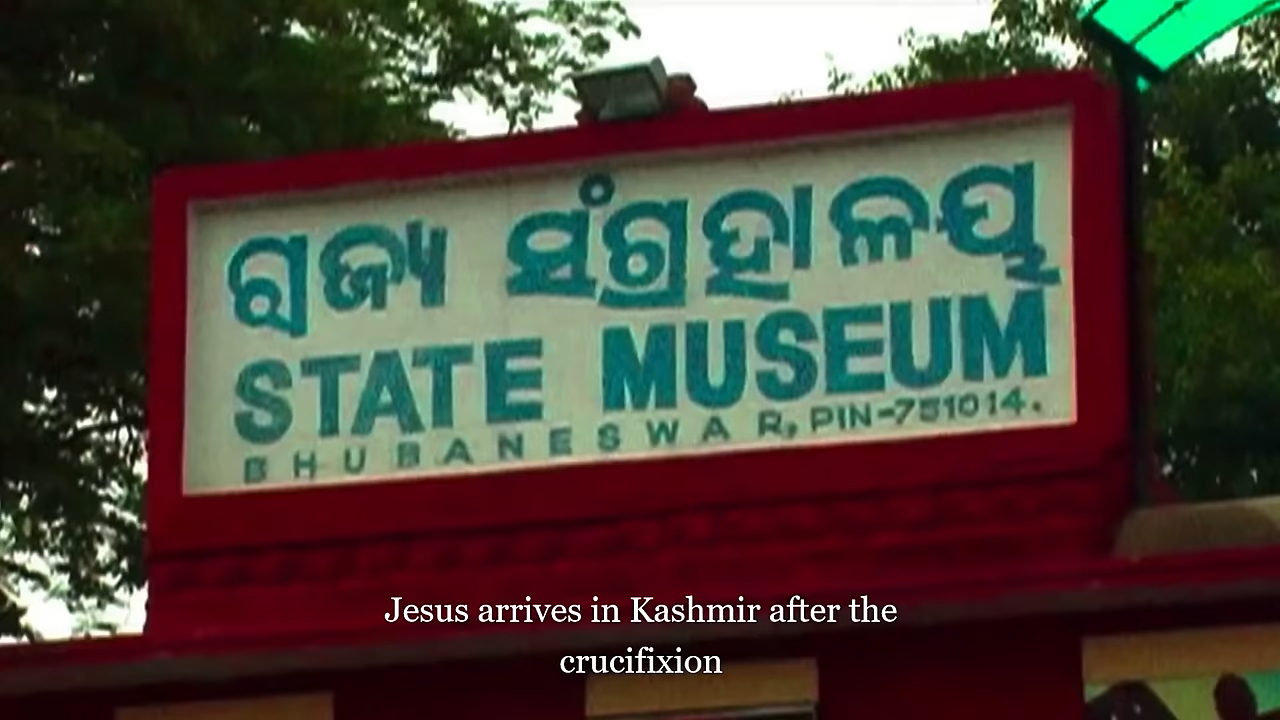 ରାଜ୍ୟ ସଂଗ୍ରହାଳୟ
STATE MUSEUM
BHUBANESWAR, PIN-751014.
Jesus arrives in Kashmir after the
crucifixion